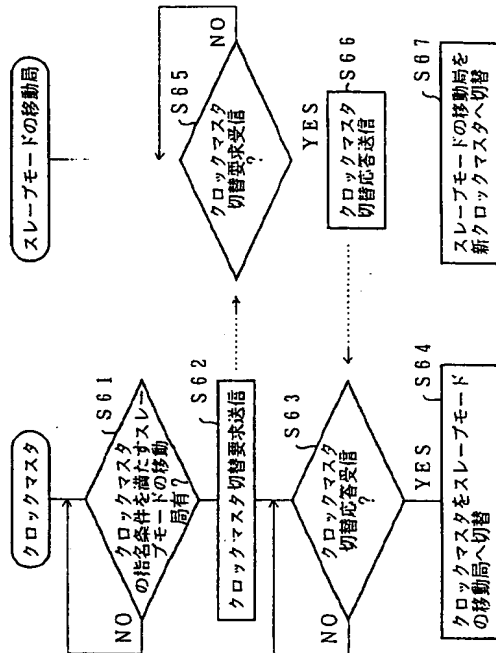 クロックマスタ
S61
クロックマスタ
の指名条件を満たすスレー
ブモードの移動
局有?
NO
S62
クロックマスタ切替要求送信
S63
クロックマスタ
切替応答受信
?
NO
YES
S64
クロックマスタをスレーブモード
の移動局へ切替
スレーブモードの移動局
S65
クロックマスタ
切替要求受信
?
NO
YES
S66
クロックマスタ
切替応答送信
S67
スレーブモードの移動局を
新クロックマスタへ切替